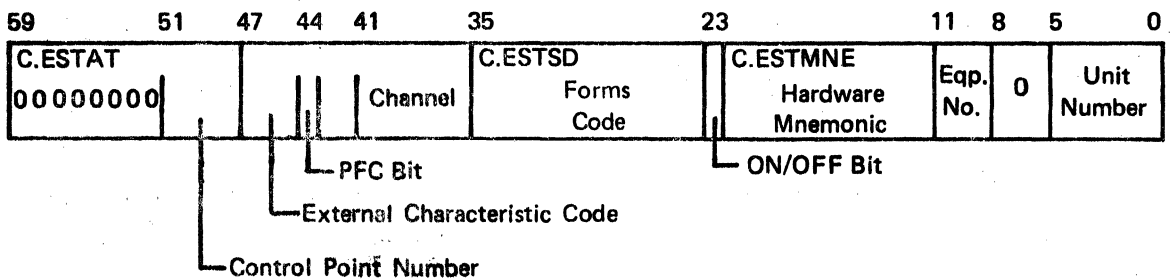 59 51 47 44 41 35 23 11 8 5 0
C.ESTAT C.ESTSD C.ESTMNE
00000000 Channel Forms Hardware Eqp. 0 Unit
Code Mnemonic No. Number
PFC Bit ON/OFF Bit
External Characteristic Code
Control Point Number